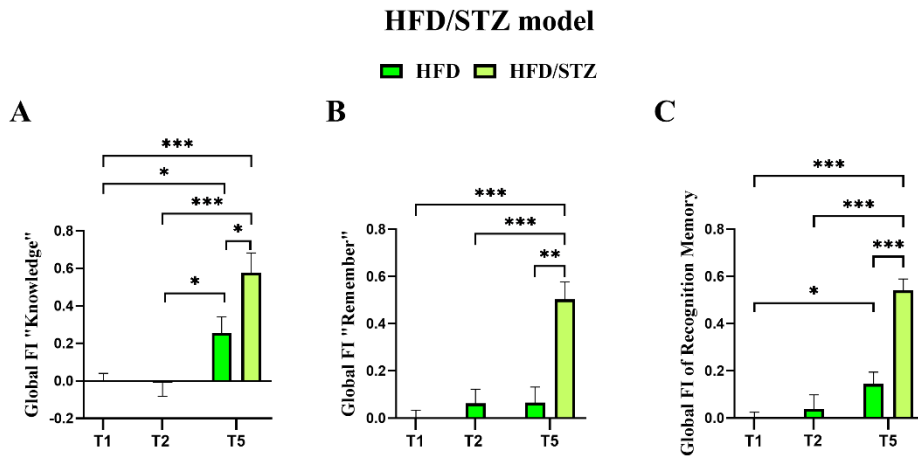 HFD/STZ model
HFD HFD/STZ
A
Global FI "Knowledge"
0.8
0.6
0.4
0.2
0.0
-0.2
T1 T2 T5
***
*
***
*
*
B
Global FI "Remember"
0.8
0.6
0.4
0.2
0.0
T1 T2 T5
***
***
**
C
Global FI of Recognition Memory
0.8
0.6
0.4
0.2
0.0
T1 T2 T5
***
***
***
*